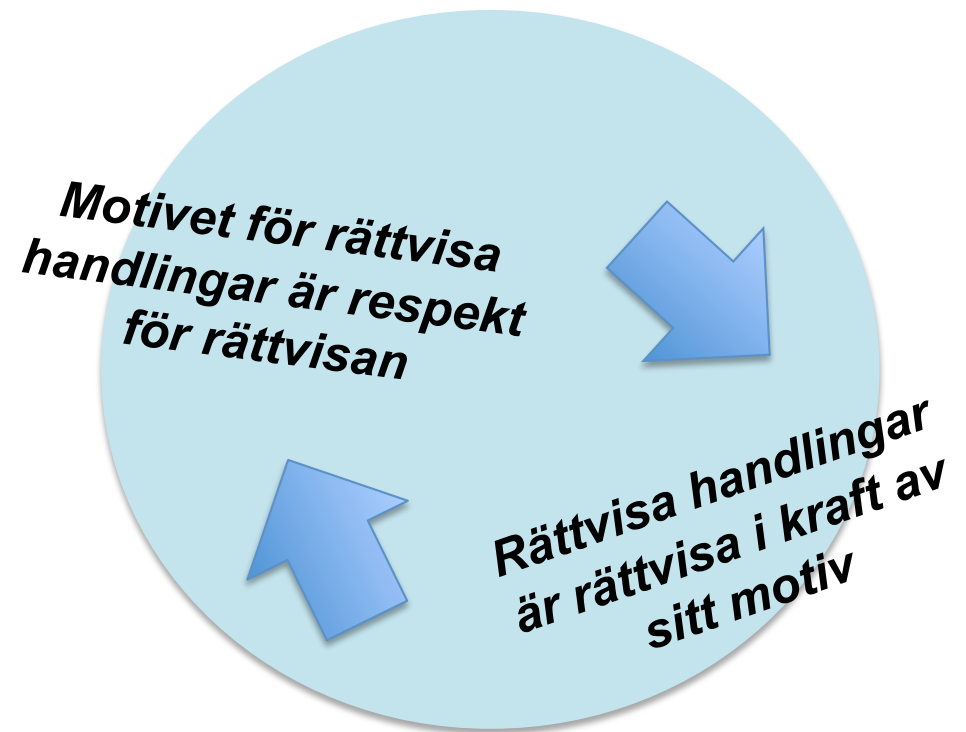 Motivet för rättvisa
handlingar är respekt
för rättvisan
Rättvisa handlingar
är rättvisa i kraft av
sitt motiv